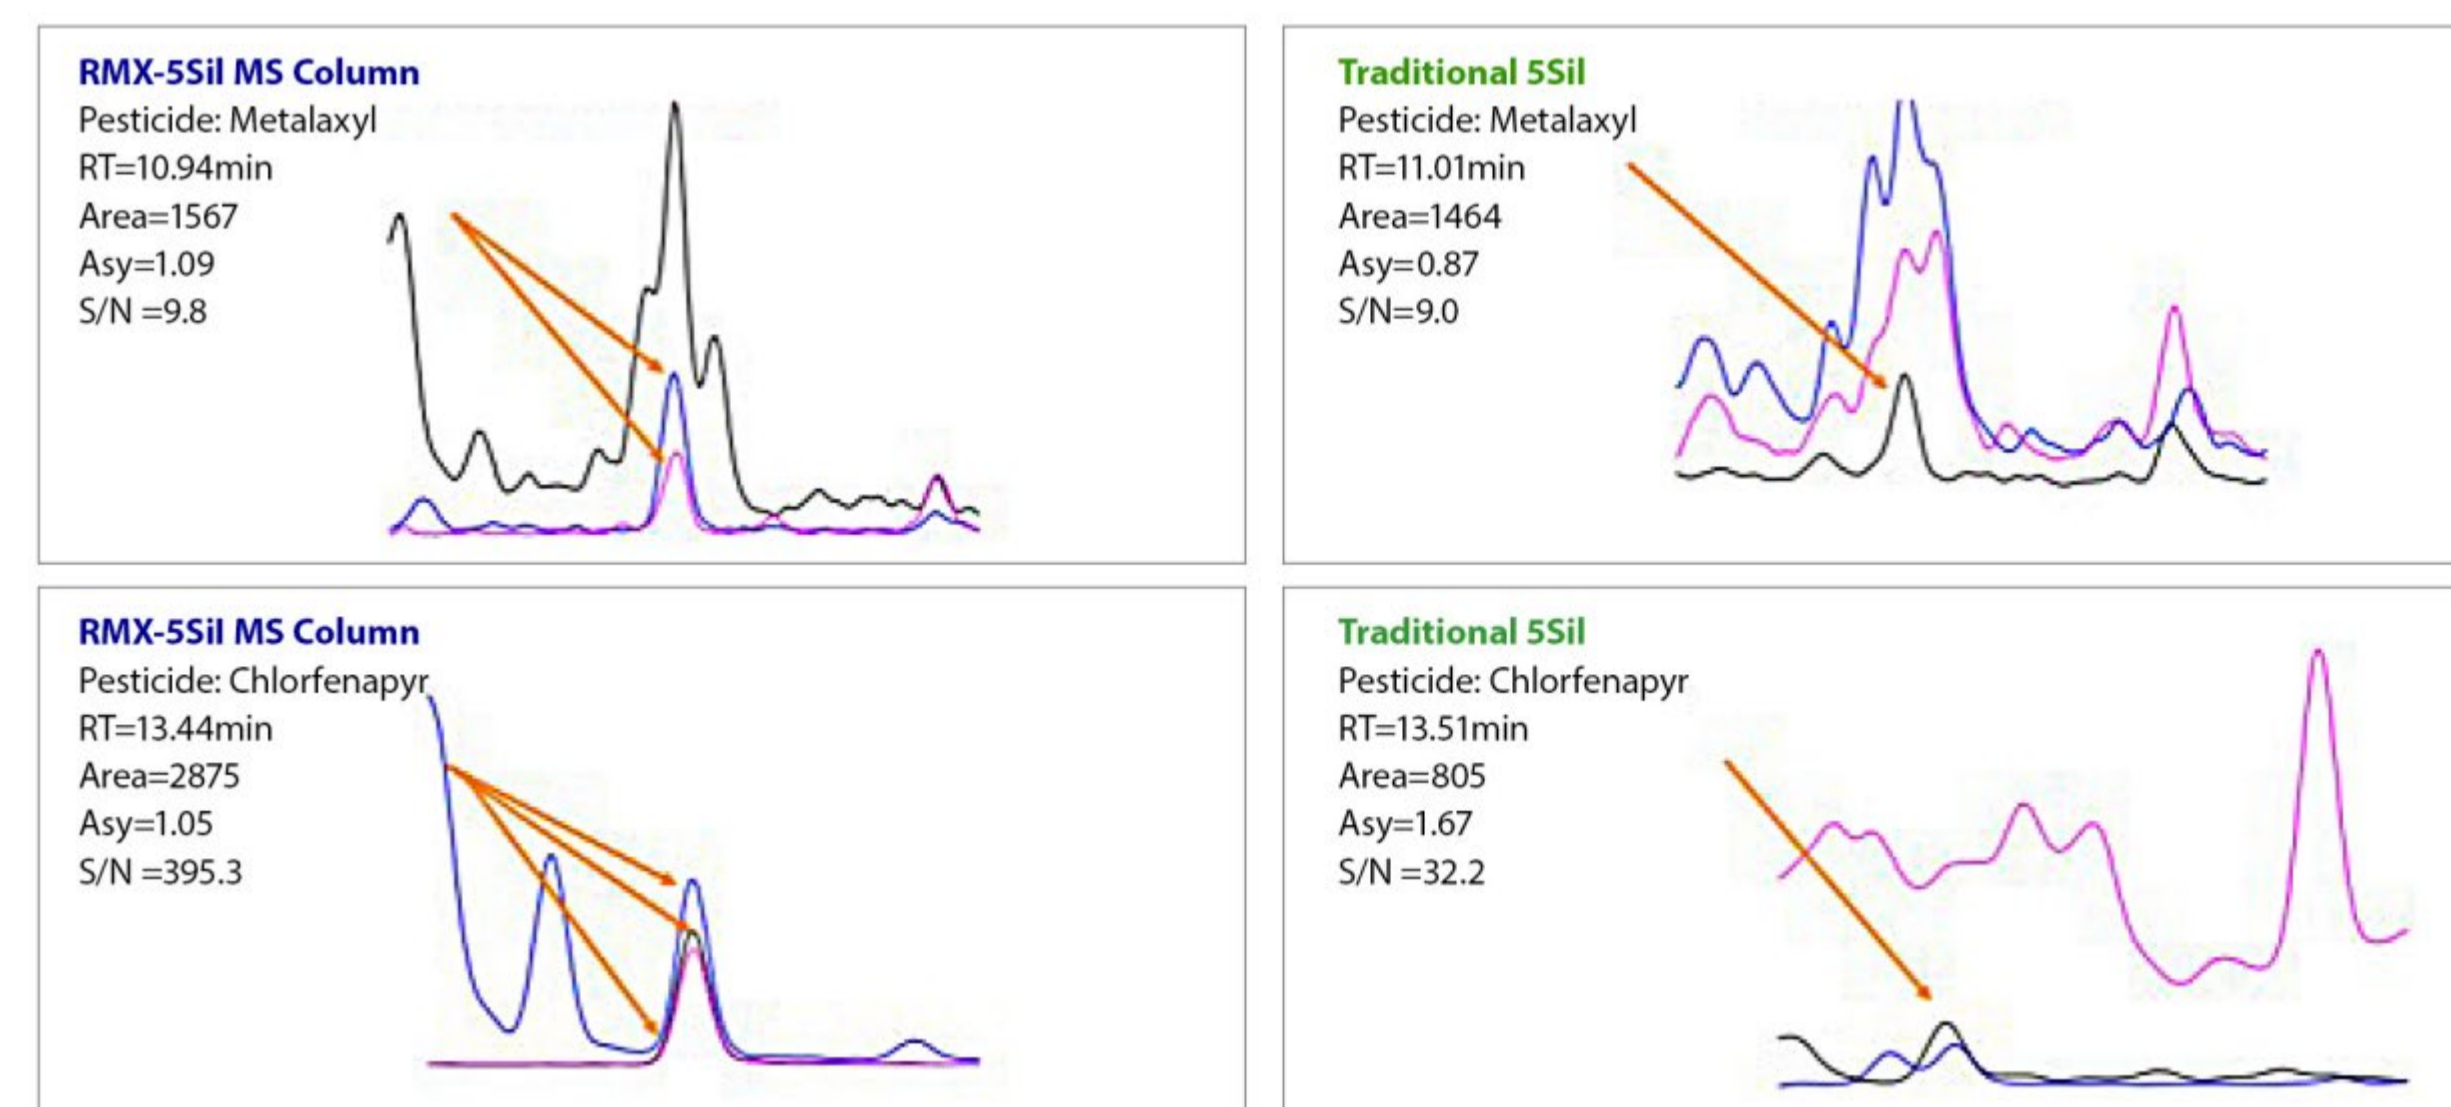 RMX-5Sil MS Column
Pesticide: Metalaxyl
RT=10.94min
Area=1567
Asy=1.09
S/N =9.8
Traditional 5Sil
Pesticide: Metalaxyl
RT=11.01min
Area=1464
Asy=0.87
S/N=9.0
RMX-5Sil MS Column
Pesticide: Chlorfenapyr
RT=13.44min
Area=2875
Asy=1.05
S/N =395.3
Traditional 5Sil
Pesticide: Chlorfenapyr
RT=13.51min
Area=805
Asy=1.67
S/N =32.2